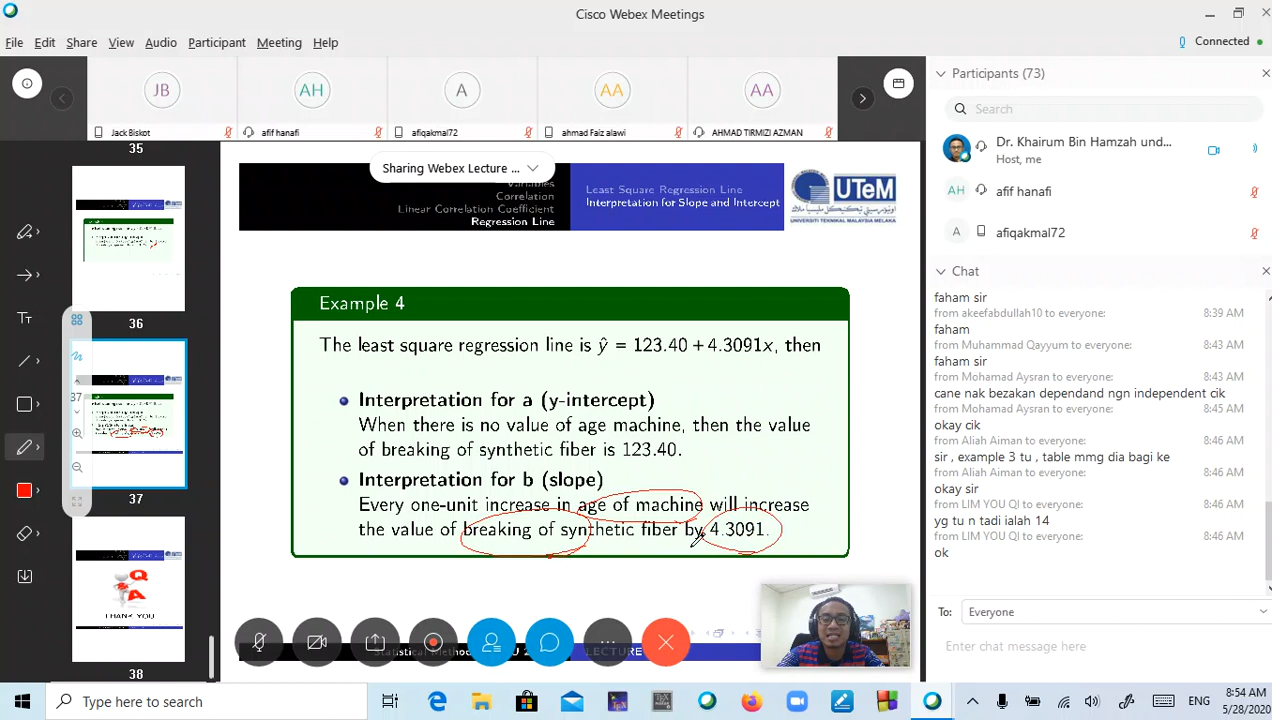 Cisco Webex Meetings
File Edit Share View Audio Participant Meeting Help
Connected
JB
AH
A
AA
AA
Jack Biskot
afif hanafi
afiqakmal72
ahmad Faiz alawi
AHMAD TIRMIZI AZMAN
35
Sharing Webex Lecture ...
Variables
Correlation
Linear Correlation Coefficient
Regression Line
Least Square Regression Line
Interpretation for Slope and Intercept
UTeM
اونيۏرسيتي تيكنيكل مليسيا ملاك
UNIVERSITI TEKNIKAL MALAYSIA MELAKA
36
37
37
THANK YOU
Q
A
38
Example 4
The least square regression line is ŷ = 123.40 + 4.3091x, then
Interpretation for a (y-intercept)
When there is no value of age machine, then the value
of breaking of synthetic fiber is 123.40.
Interpretation for b (slope)
Every one-unit increase in age of machine will increase
the value of breaking of synthetic fiber by 4.3091.
LECTURE
Participants (73)
Search
Dr. Khairum Bin Hamzah und...
Host, me
AH afif hanafi
A afiqakmal72
Chat
faham sir
from akeefabdullah10 to everyone: 8:39 AM
faham
from Muhammad Qayyum to everyone: 8:43 AM
faham sir
from Mohamad Aysran to everyone: 8:43 AM
cane nak bezakan dependand ngn independent cik
from Mohamad Aysran to everyone: 8:45 AM
okay cik
from Aliah Aiman to everyone: 8:46 AM
sir , example 3 tu , table mmg dia bagi ke
from Aliah Aiman to everyone: 8:46 AM
okay sir
from LIM YOU QI to everyone: 8:46 AM
yg tu n tadi ialah 14
from LIM YOU QI to everyone: 8:46 AM
ok
To: Everyone
Enter chat message here
Type here to search
ENG
8:54 AM
5/28/2020